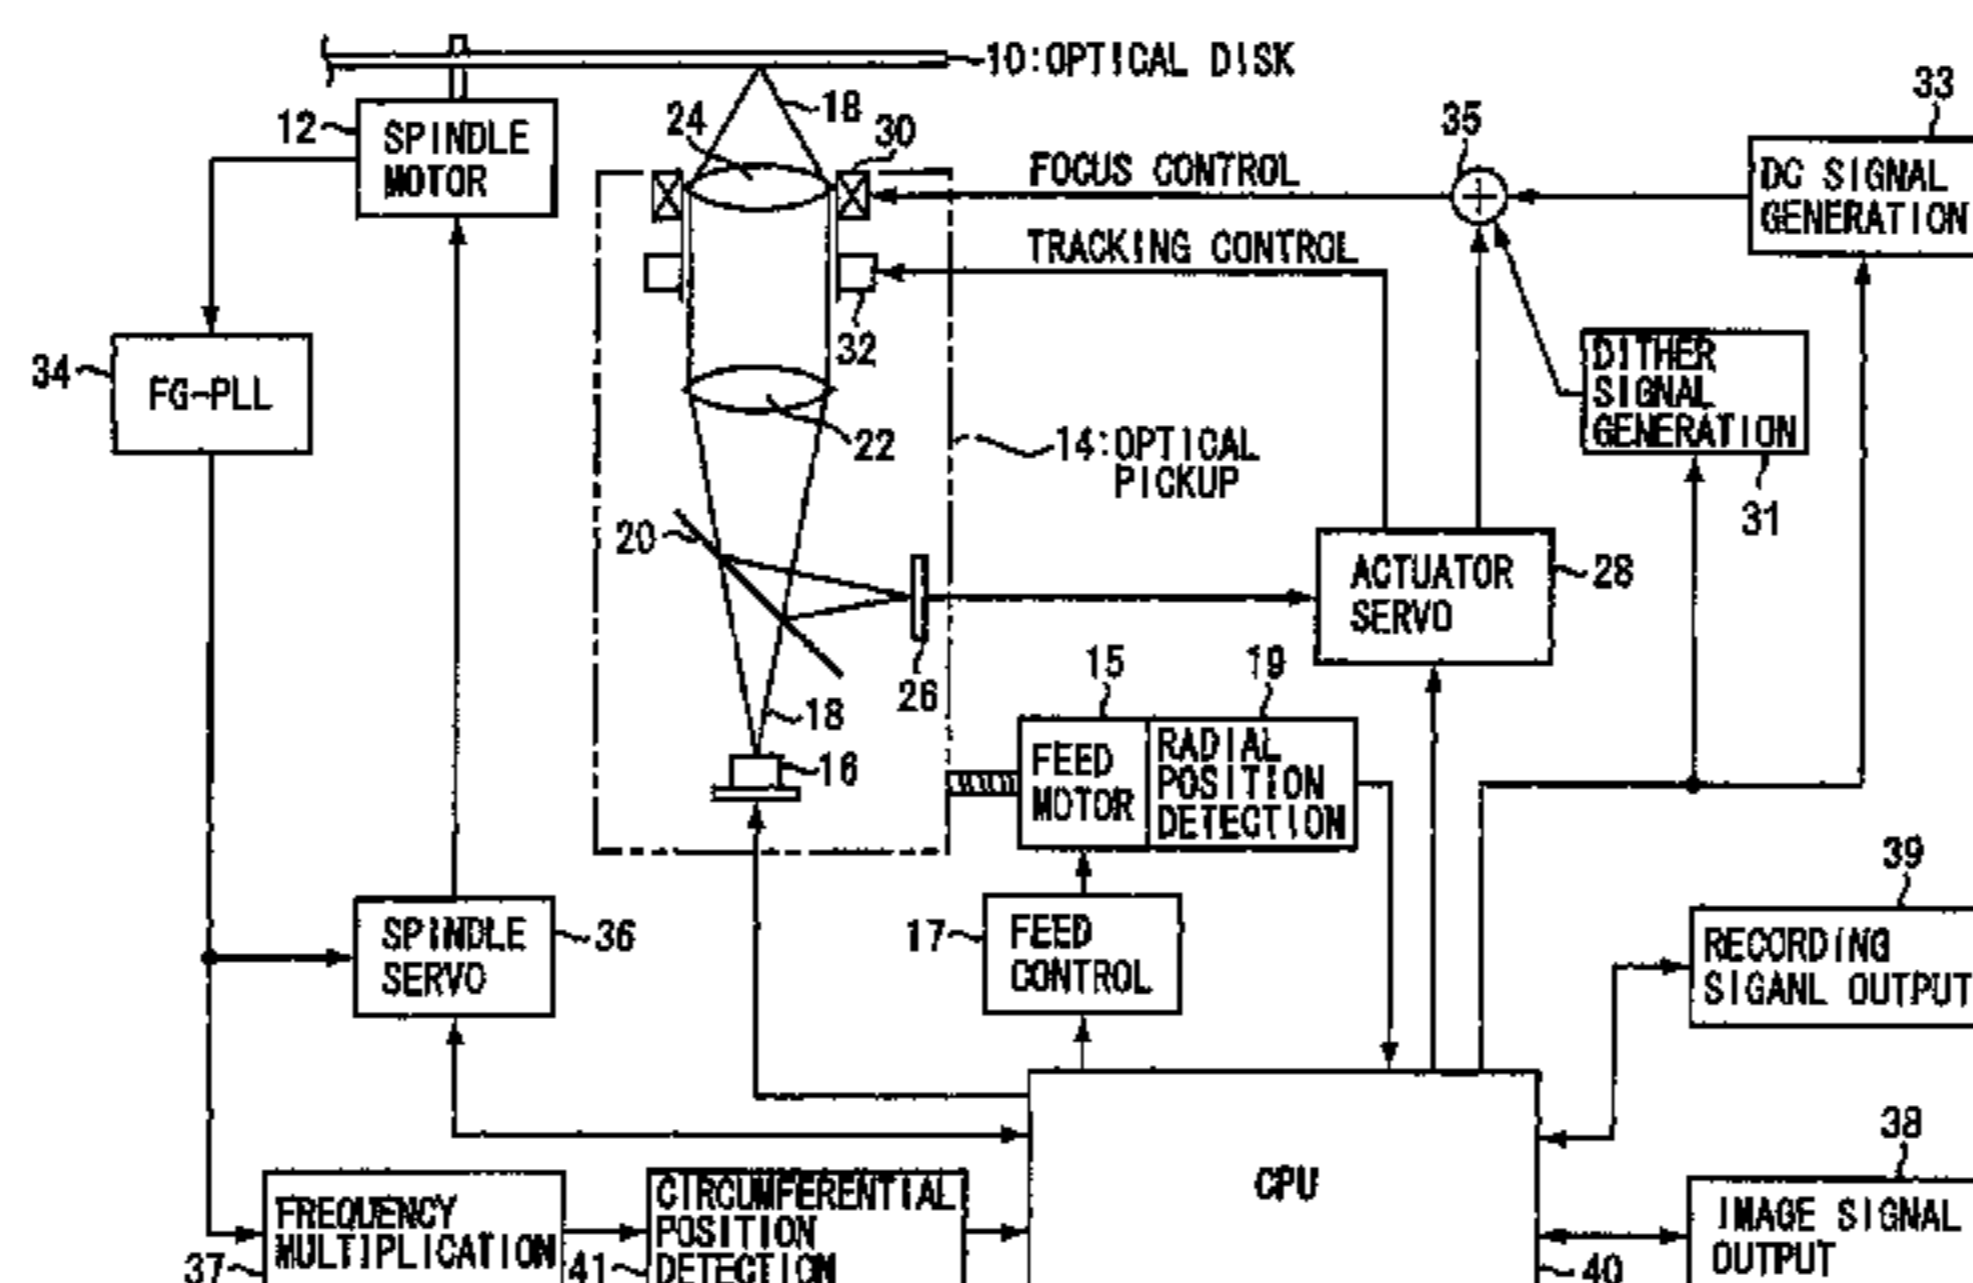 10:OPTICAL DISK
33
12
SPINDLE
MOTOR
24
18
30
35
FOCUS CONTROL
DC SIGNAL
GENERATION
TRACKING CONTROL
32
34
FG-PLL
DITHER
SIGNAL
GENERATION
22
14:OPTICAL
PICKUP
31
20
ACTUATOR
SERVO
28
26
15
19
18
16
FEED
MOTOR
RADIAL
POSITION
DETECTION
39
SPINDLE
SERVO
36
17
FEED
CONTROL
RECORDING
SIGANL OUTPUT
38
CPU
FREQUENCY
MULTIPLICATION
37
CIRCUMFERENTIAL
POSITION
DETECTION
41
40
IMAGE SIGNAL
OUTPUT